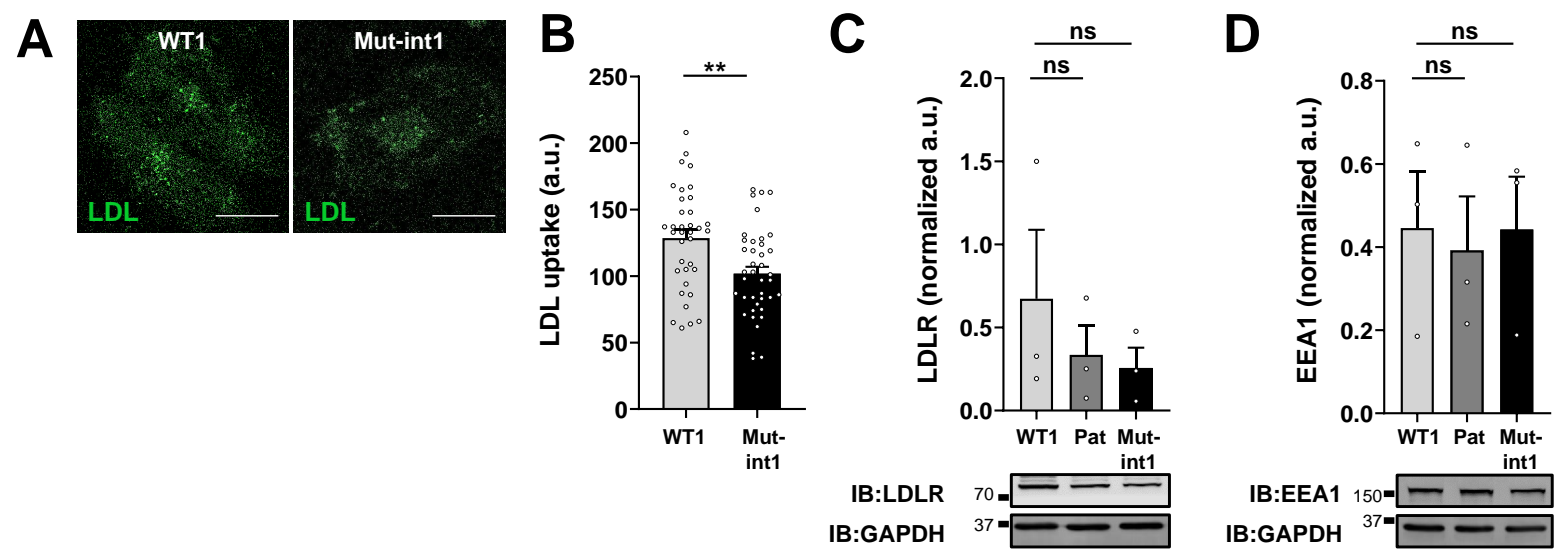 A
WT1
Mut-int1
LDL
LDL
B
LDL uptake (a.u.)
250
200
150
100
50
0
**
WT1
Mut-
int1
C
LDLR (normalized a.u.)
2.0
1.5
1.0
0.5
0.0
ns
ns
WT1
Pat
Mut-
int1
IB:LDLR
70
IB:GAPDH
37
D
EEA1 (normalized a.u.)
0.8
0.6
0.4
0.2
0.0
ns
ns
WT1
Pat
Mut-
int1
IB:EEA1
150
IB:GAPDH
37